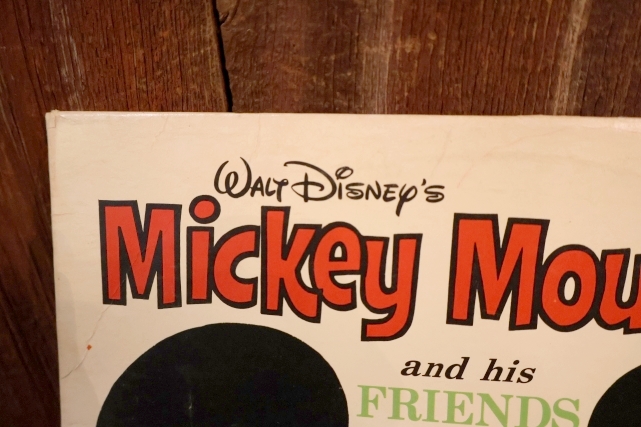 Walt Disney's
Mickey Mou
and his
FRIENDS